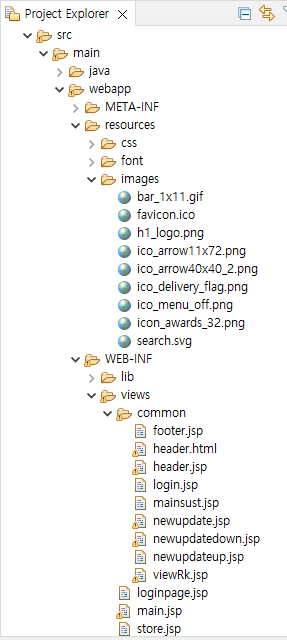 Project Explorer
src
main
java
webapp
META-INF
resources
css
font
images
bar_1x11.gif
favicon.ico
h1_logo.png
ico_arrow11x72.png
ico_arrow40x40_2.png
ico_delivery_flag.png
ico_menu_off.png
icon_awards_32.png
search.svg
WEB-INF
lib
views
common
footer.jsp
header.html
header.jsp
login.jsp
mainsust.jsp
newupdate.jsp
newupdatedown.jsp
newupdateup.jsp
viewRk.jsp
loginpage.jsp
main.jsp
store.jsp